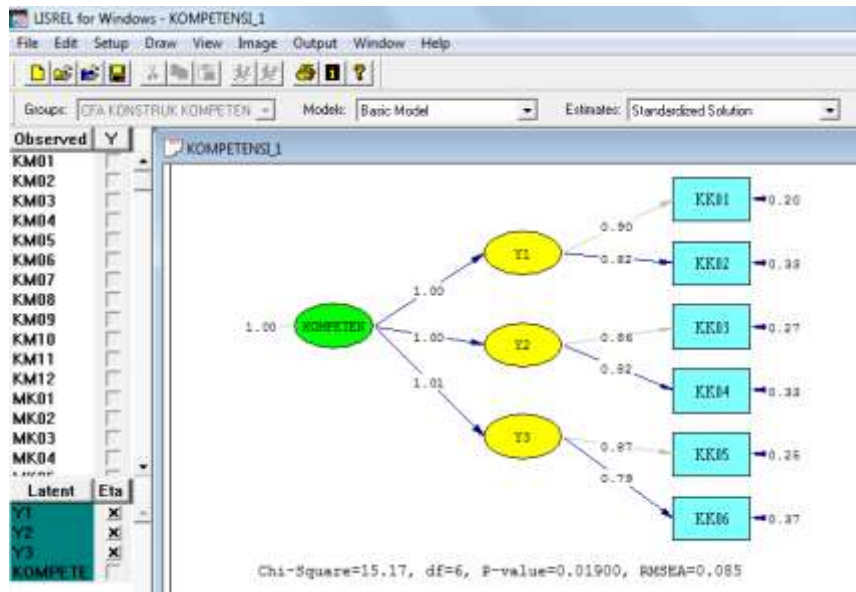 LISREL for Windows - KOMPETENSI_1
File Edit Setup Draw View Image Output Window Help
Groups: CFA KONSTRUK KOMPETEN Models: Basic Model Estimates: Standardized Solution
Observed Y
KM01
KM02
KM03
KM04
KM05
KM06
KM07
KM08
KM09
KM10
KM11
KM12
MK01
MK02
MK03
MK04
Latent Eta
Y1
Y2
Y3
KOMPETE
KOMPETENSI_1
1.00
KOMPETEN
1.00
1.00
1.01
Y1
Y2
Y3
0.90
0.82
0.86
0.82
0.87
0.79
KK01 0.20
KK02 0.33
KK03 0.27
KK04 0.33
KK05
KK06 0.37
Chi-Square=15.17, df=6, P-value=0.01900, RMSEA=0.085